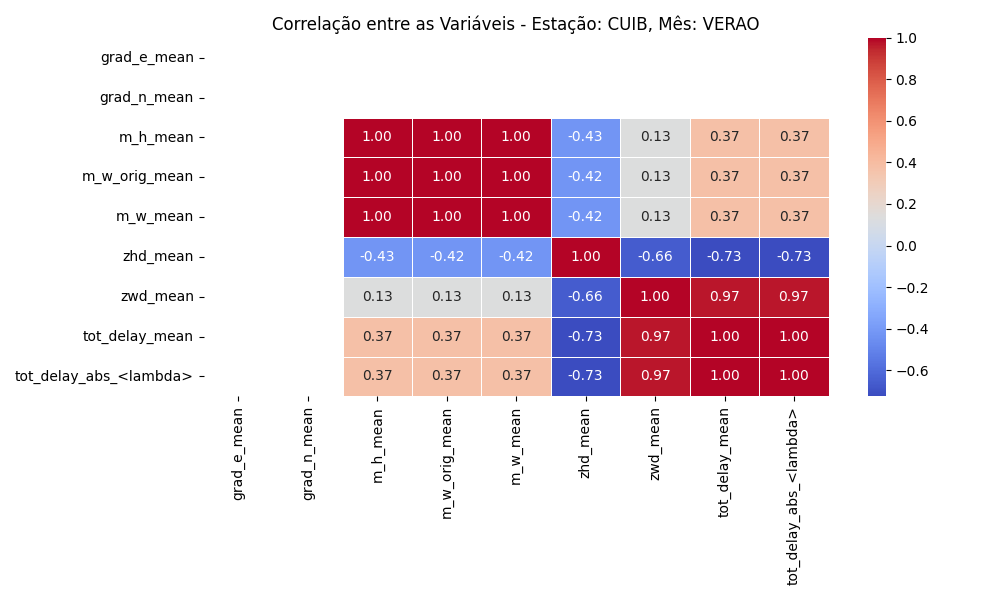 Correlação entre as Variáveis - Estação: CUIB, Mês: VERAO
grad_e_mean
grad_n_mean
m_h_mean 1.00 1.00 1.00 -0.43 0.13 0.37 0.37
m_w_orig_mean 1.00 1.00 1.00 -0.42 0.13 0.37 0.37
m_w_mean 1.00 1.00 1.00 -0.42 0.13 0.37 0.37
zhd_mean -0.43 -0.42 -0.42 1.00 -0.66 -0.73 -0.73
zwd_mean 0.13 0.13 0.13 -0.66 1.00 0.97 0.97
tot_delay_mean 0.37 0.37 0.37 -0.73 0.97 1.00 1.00
tot_delay_abs_<lambda> 0.37 0.37 0.37 -0.73 0.97 1.00 1.00
grad_e_mean
grad_n_mean
m_h_mean
m_w_orig_mean
m_w_mean
zhd_mean
zwd_mean
tot_delay_mean
tot_delay_abs_<lambda>
1.0
0.8
0.6
0.4
0.2
0.0
−0.2
−0.4
−0.6